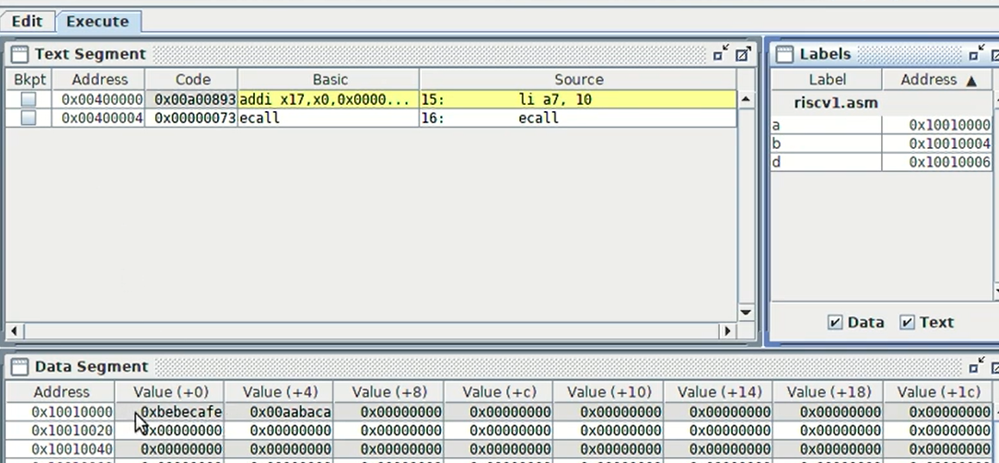 Edit Execute
Text Segment
Bkpt Address Code Basic Source
0x00400000 0x00a00893 addi x17,x0,0x0000... 15: li a7, 10
0x00400004 0x00000073 ecall 16: ecall
Labels
Label Address ▲
riscv1.asm
a 0x10010000
b 0x10010004
d 0x10010006
Data Text
Data Segment
Address Value (+0) Value (+4) Value (+8) Value (+c) Value (+10) Value (+14) Value (+18) Value (+1c)
0x10010000 0xbebecafe 0x00aabaca 0x00000000 0x00000000 0x00000000 0x00000000 0x00000000 0x00000000
0x10010020 0x00000000 0x00000000 0x00000000 0x00000000 0x00000000 0x00000000 0x00000000 0x00000000
0x10010040 0x00000000 0x00000000 0x00000000 0x00000000 0x00000000 0x00000000 0x00000000 0x00000000